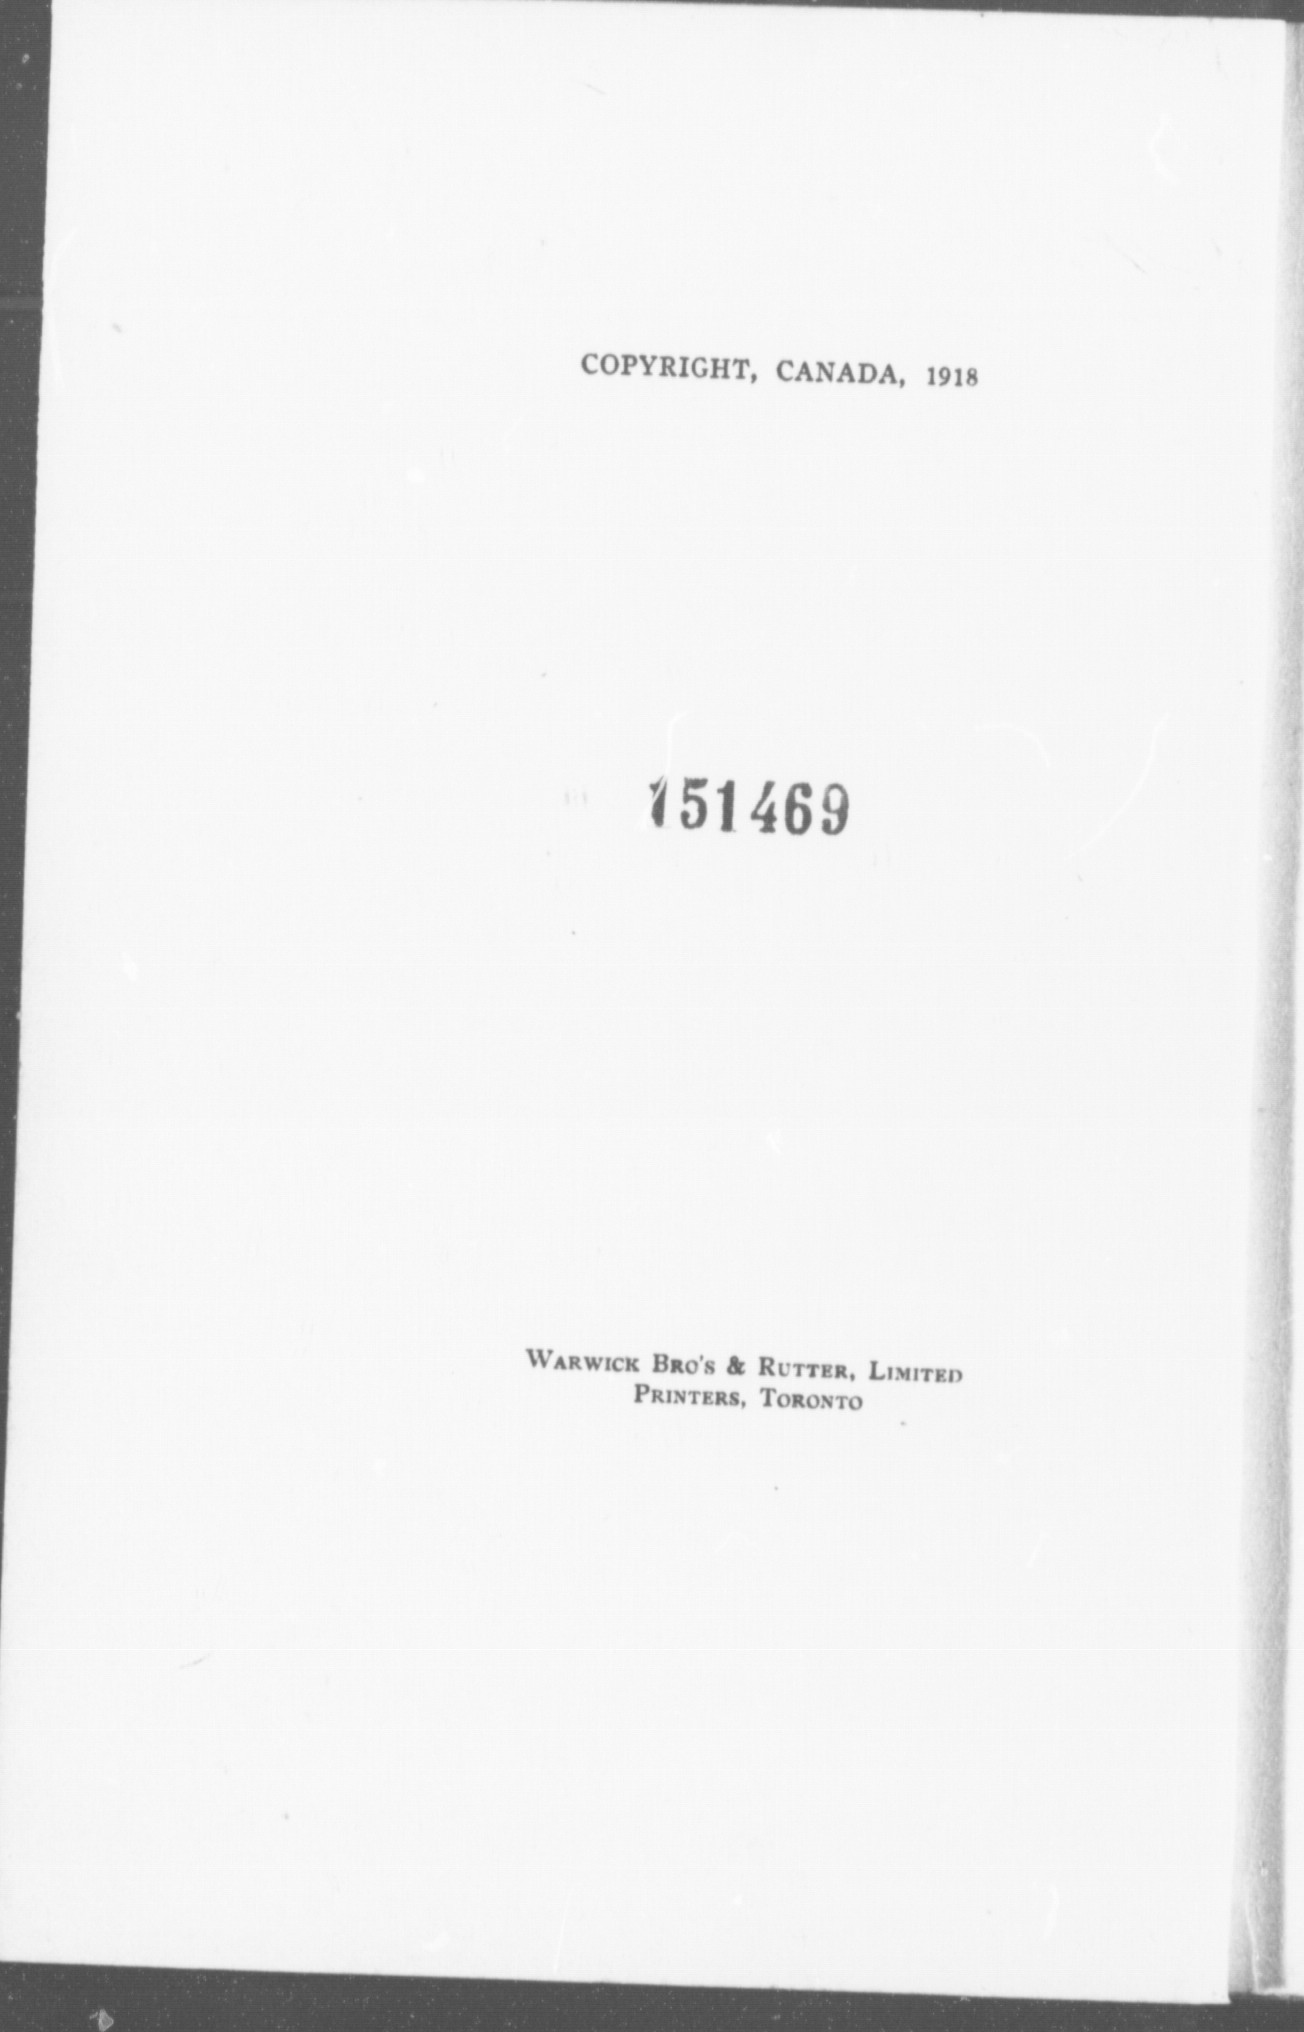 COPYRIGHT, CANADA, 1918
151469
WARWICK BRO'S & RUTTER, LIMITED
PRINTERS, TORONTO